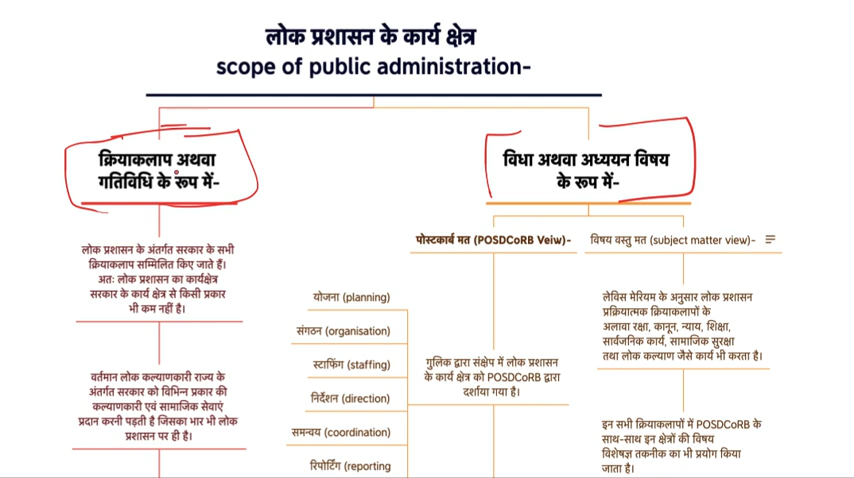 लोक प्रशासन के कार्य क्षेत्र
scope of public administration-
क्रियाकलाप अथवा
गतिविधि के रूप में-
विधा अथवा अध्ययन विषय
के रूप में-
लोक प्रशासन के अंतर्गत सरकार के सभी
क्रियाकलाप सम्मिलित किए जाते हैं।
अतः लोक प्रशासन का कार्यक्षेत्र
सरकार के कार्य क्षेत्र से किसी प्रकार
भी कम नहीं है।
वर्तमान लोक कल्याणकारी राज्य के
अंतर्गत सरकार को विभिन्न प्रकार की
कल्याणकारी एवं सामाजिक सेवाएं
प्रदान करनी पड़ती है जिसका भार भी लोक
प्रशासन पर ही है।
पोस्टकार्ब मत (POSDCoRB Veiw)-
योजना (planning)
संगठन (organisation)
स्टाफिंग (staffing)
निर्देशन (direction)
समन्वय (coordination)
रिपोर्टिंग (reporting
गुलिक द्वारा संक्षेप में लोक प्रशासन
के कार्य क्षेत्र को POSDCoRB द्वारा
दर्शाया गया है।
विषय वस्तु मत (subject matter view)-
लेविस मेरियम के अनुसार लोक प्रशासन
प्रक्रियात्मक क्रियाकलापों के
अलावा रक्षा, कानून, न्याय, शिक्षा,
सार्वजनिक कार्य, सामाजिक सुरक्षा
तथा लोक कल्याण जैसे कार्य भी करता है।
इन सभी क्रियाकलापों में POSDCoRB के
साथ-साथ इन क्षेत्रों की विषय
विशेषज्ञ तकनीक का भी प्रयोग किया
जाता है।